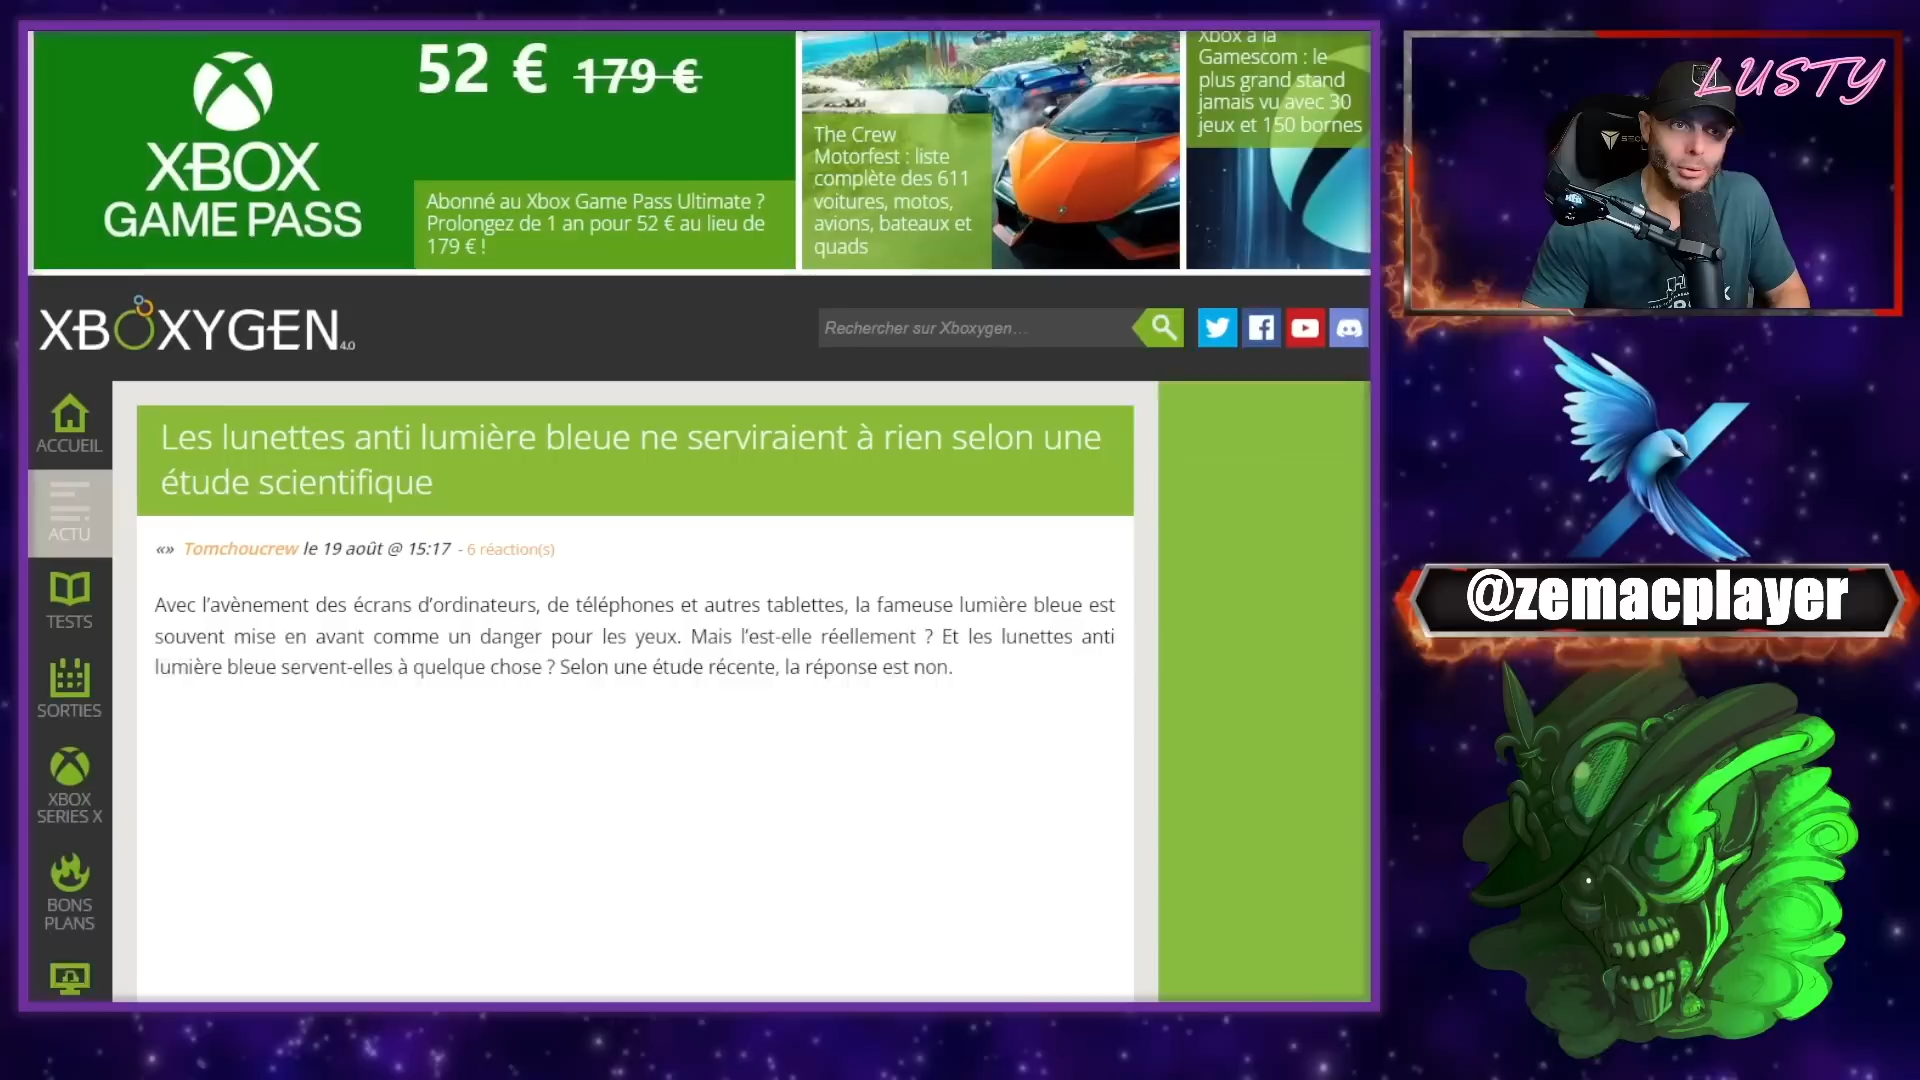 52 € 179 €
XBOX
GAME PASS
Abonné au Xbox Game Pass Ultimate ?
Prolongez de 1 an pour 52 € au lieu de
179 € !
The Crew
Motorfest : liste
complète des 611
voitures, motos,
avions, bateaux et
quads
Xbox à la
Gamescom : le
plus grand stand
jamais vu avec 30
jeux et 150 bornes
LUSTY
XBOXYGEN 4.0
Rechercher sur Xboxygen...
ACCUEIL
ACTU
TESTS
SORTIES
XBOX
SERIES X
BONS
PLANS
Les lunettes anti lumière bleue ne serviraient à rien selon une
étude scientifique
«» Tomchoucrew le 19 août @ 15:17 - 6 réaction(s)
Avec l’avènement des écrans d’ordinateurs, de téléphones et autres tablettes, la fameuse lumière bleue est
souvent mise en avant comme un danger pour les yeux. Mais l’est-elle réellement ? Et les lunettes anti
lumière bleue servent-elles à quelque chose ? Selon une étude récente, la réponse est non.
@zemacplayer